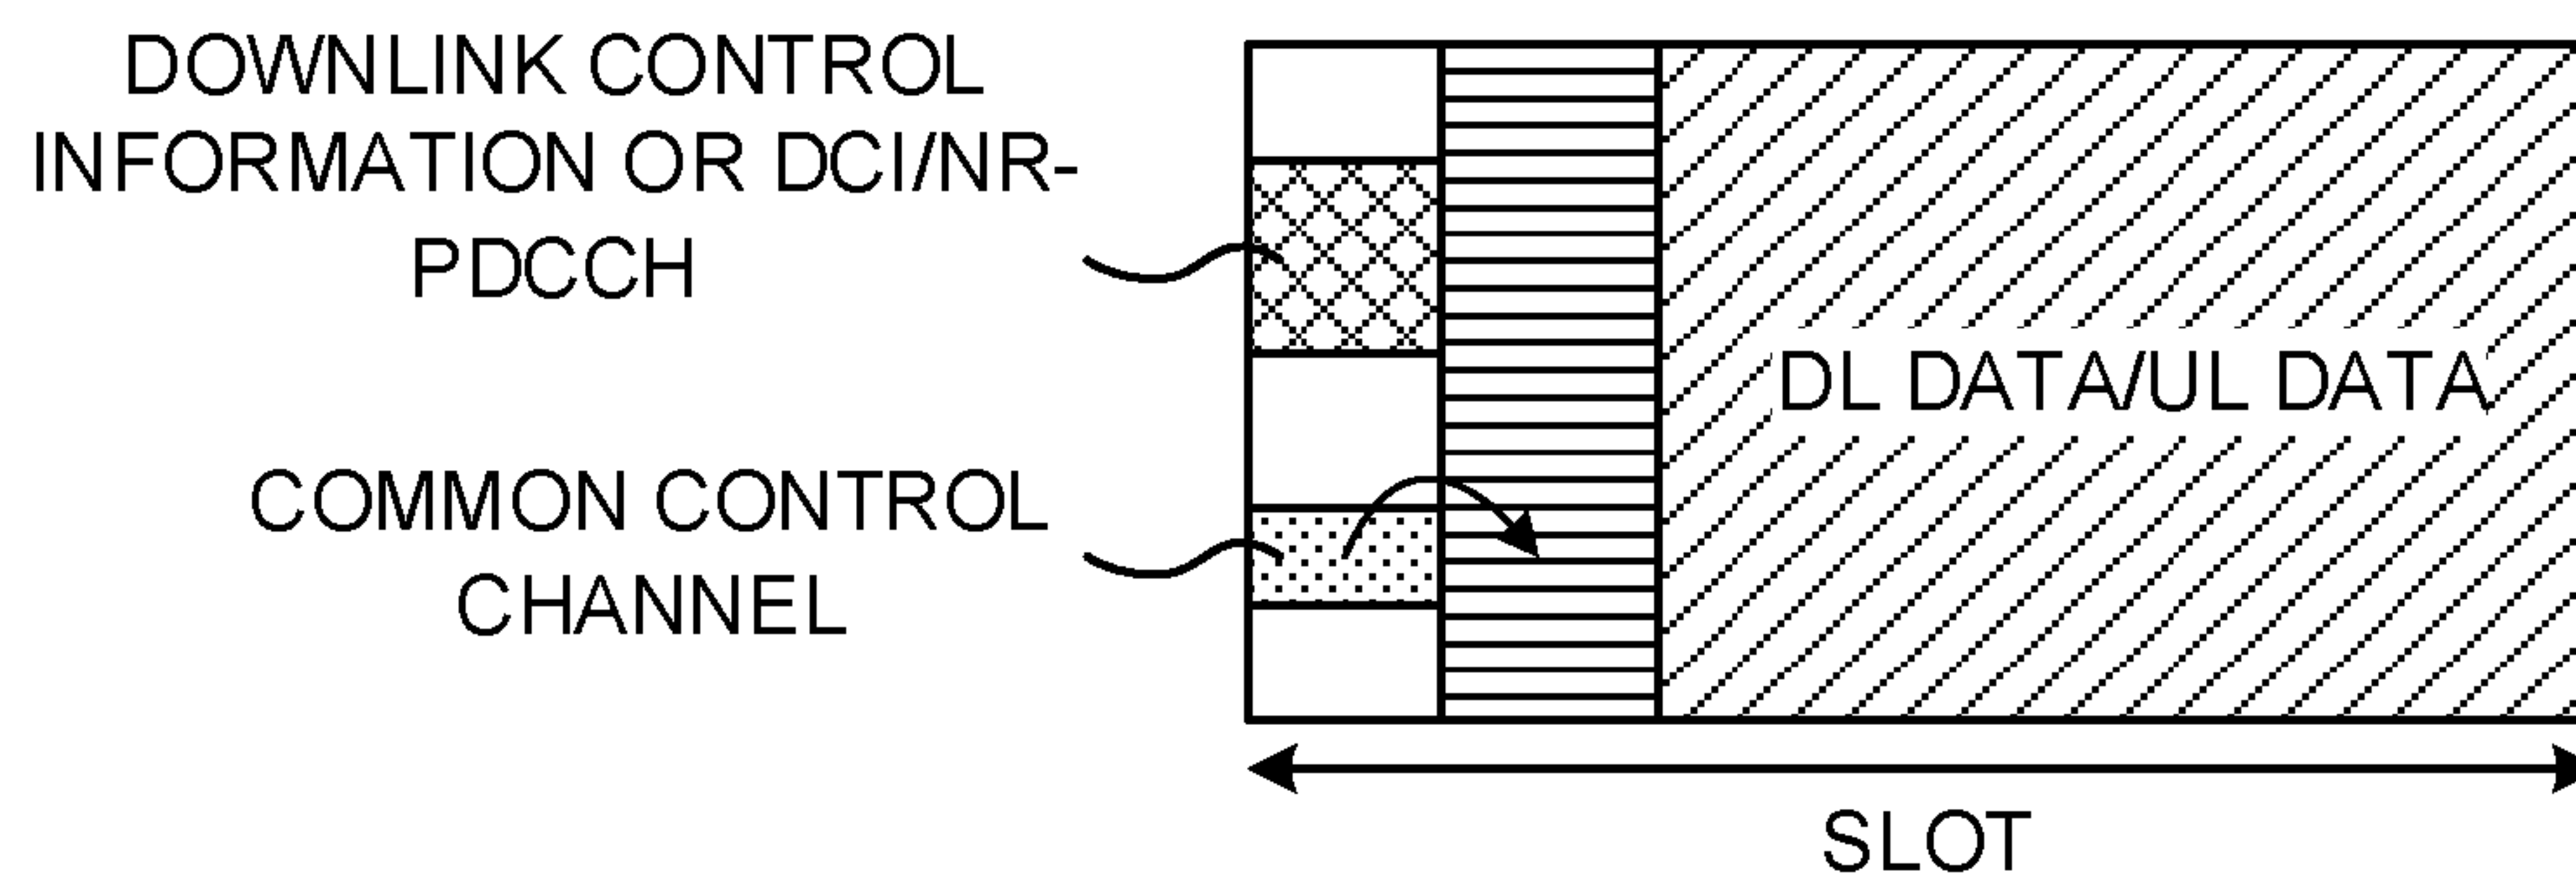 DOWNLINK CONTROL
INFORMATION OR DCI/NR-
PDCCH
COMMON CONTROL
CHANNEL
DL DATA/UL DATA
SLOT